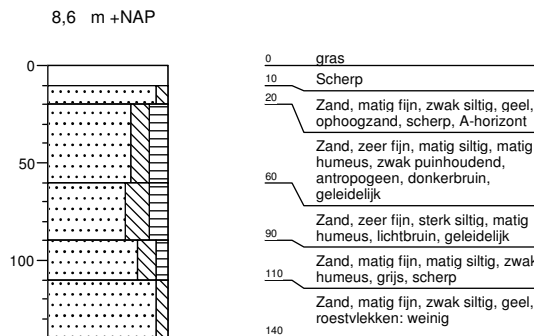 8,6 m +NAP
0
50
100
0 gras
10 Scherp
20
Zand, matig fijn, zwak siltig, geel,
ophoogzand, scherp, A-horizont
Zand, zeer fijn, matig siltig, matig
humeus, zwak puinhoudend,
antropogeen, donkerbruin,
geleidelijk
60
Zand, zeer fijn, sterk siltig, matig
humeus, lichtbruin, geleidelijk
90
Zand, matig fijn, matig siltig, zwak
humeus, grijs, scherp
110
Zand, matig fijn, zwak siltig, geel,
roestvlekken: weinig
140